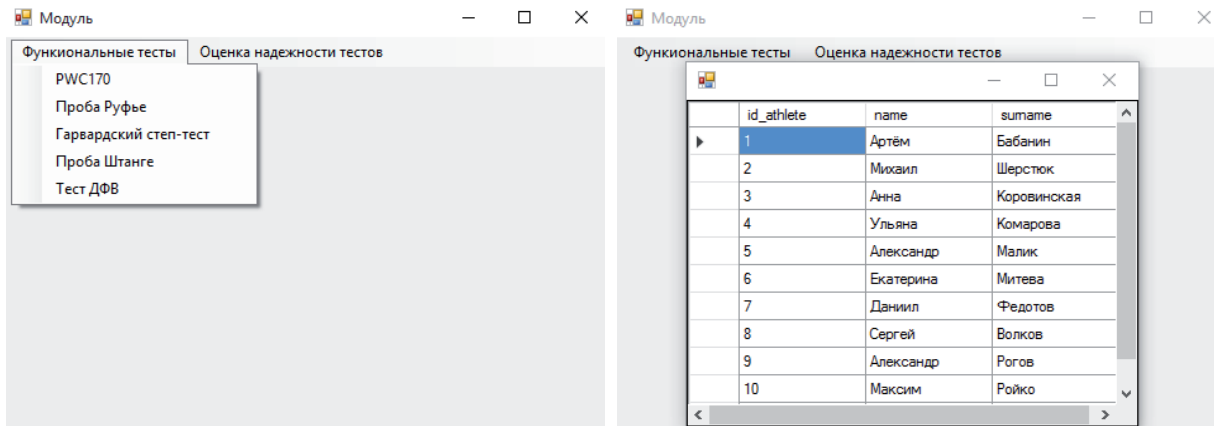 Модуль
Функиональные тесты Оценка надежности тестов
PWC170
Проба Руфье
Гарвардский степ-тест
Проба Штанге
Тест ДФВ
Модуль
Функиональные тесты Оценка надежности тестов
id_athlete name surname
1 Артём Бабанин
2 Михаил Шерстюк
3 Анна Коровинская
4 Ульяна Комарова
5 Александр Малик
6 Екатерина Митева
7 Даниил Федотов
8 Сергей Волков
9 Александр Рогов
10 Максим Ройко